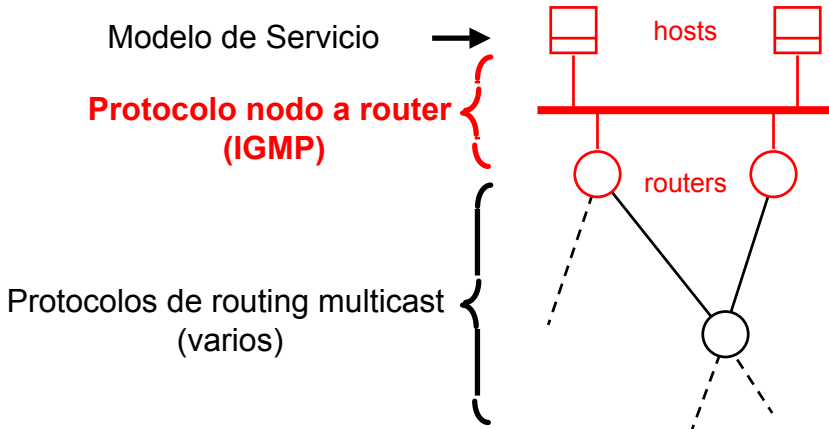 Modelo de Servicio
hosts
Protocolo nodo a router
(IGMP)
routers
Protocolos de routing multicast
(varios)